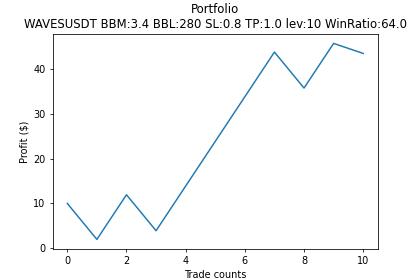 Portfolio
WAVESUSDT BBM:3.4 BBL:280 SL:0.8 TP:1.0 lev:10 WinRatio:64.0
Profit ($)
40
30
20
10
0
0 2 4 6 8 10
Trade counts